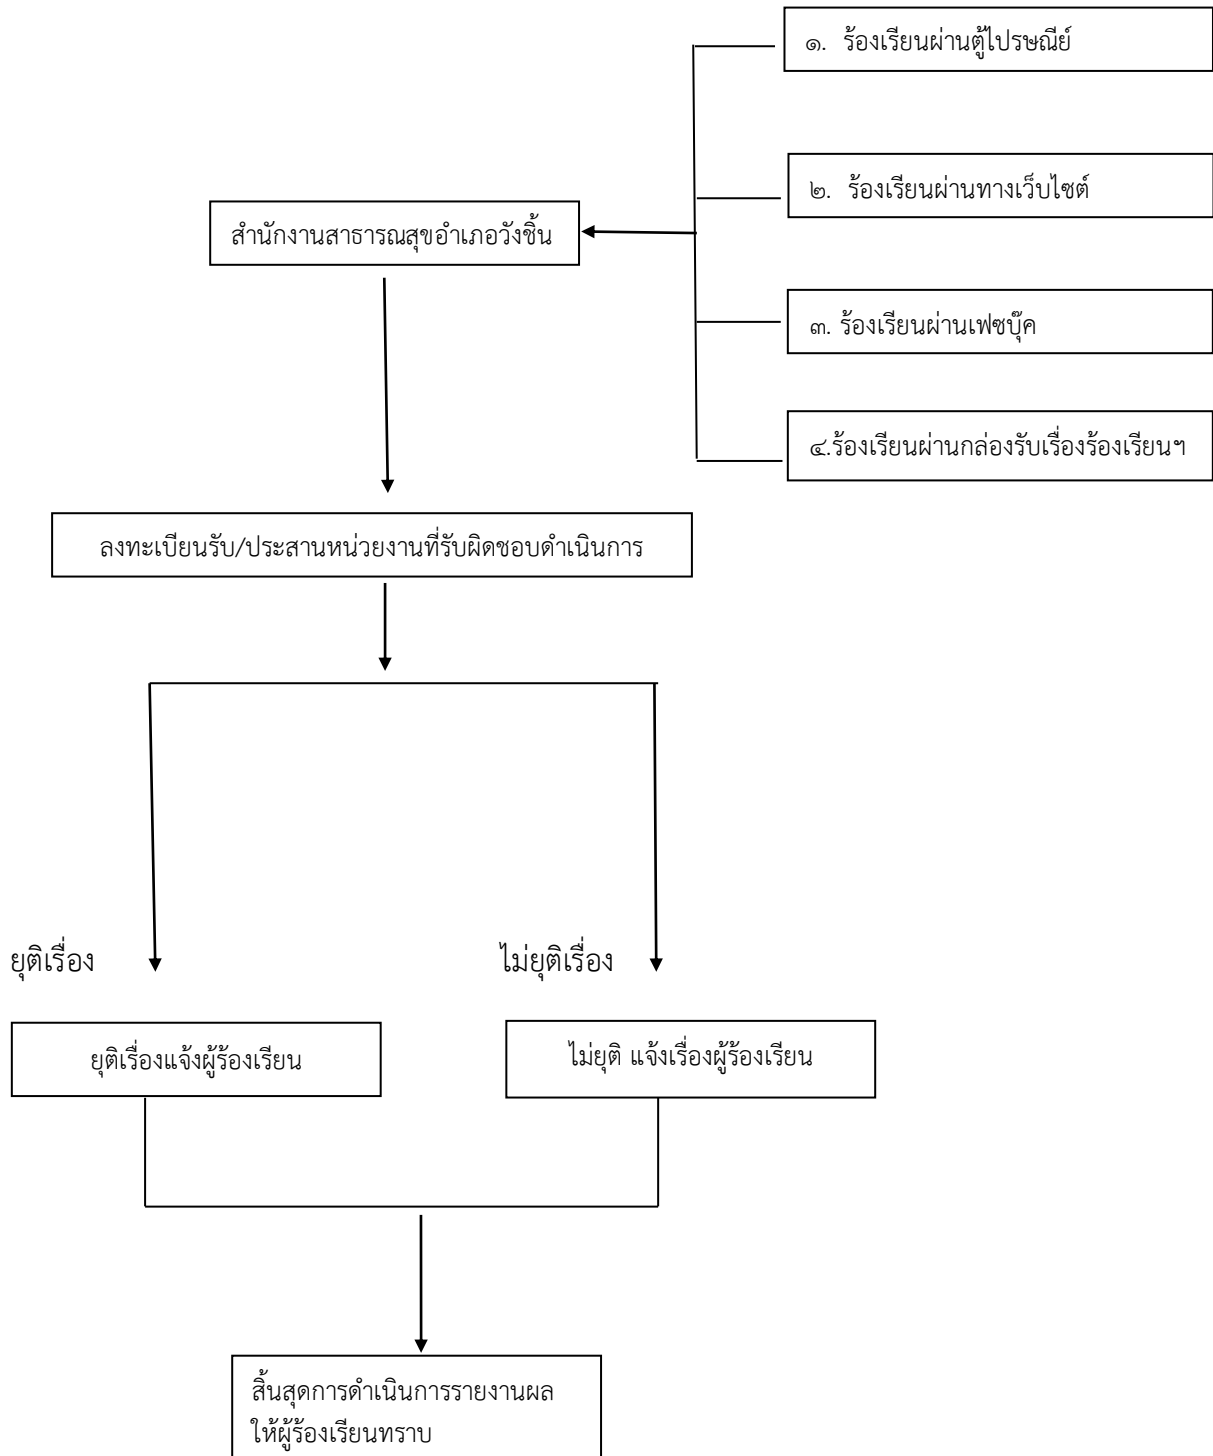 ๑. ร้องเรียนผ่านตู้ไปรษณีย์
๒. ร้องเรียนผ่านทางเว็บไซต์
สำนักงานสาธารณสุขอำเภอวังชิ้น
๓. ร้องเรียนผ่านเฟซบุ๊ค
๔.ร้องเรียนผ่านกล่องรับเรื่องร้องเรียนฯ
ลงทะเบียนรับ/ประสานหน่วยงานที่รับผิดชอบดำเนินการ
ยุติเรื่อง
ไม่ยุติเรื่อง
ยุติเรื่องแจ้งผู้ร้องเรียน
ไม่ยุติ แจ้งเรื่องผู้ร้องเรียน
สิ้นสุดการดำเนินการรายงานผล
ให้ผู้ร้องเรียนทราบ